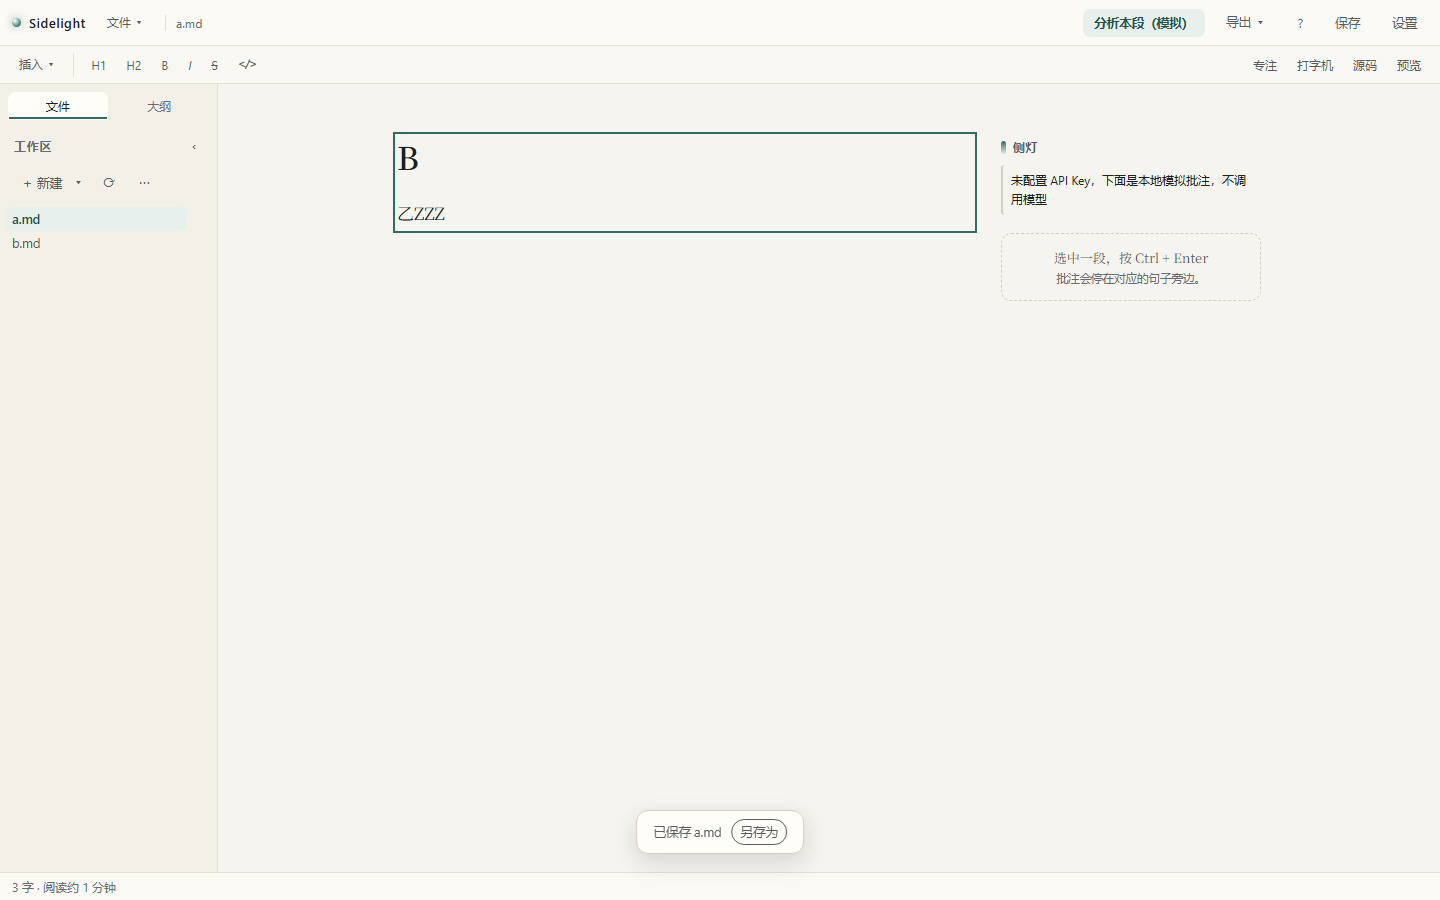 Sidelight 文件 ▾ a.md 分析本段（模拟） 导出 ▾ ? 保存 设置
插入 ▾ H1 H2 B I S </> 专注 打字机 源码 预览
文件 大纲
工作区 ‹
+ 新建 ▾ ⟳ ···
a.md
b.md
B
乙ZZZ
侧灯
未配置 API Key，下面是本地模拟批注，不调
用模型
选中一段，按 Ctrl + Enter
批注会停在对应的句子旁边。
已保存 a.md 另存为
3 字 · 阅读约 1 分钟